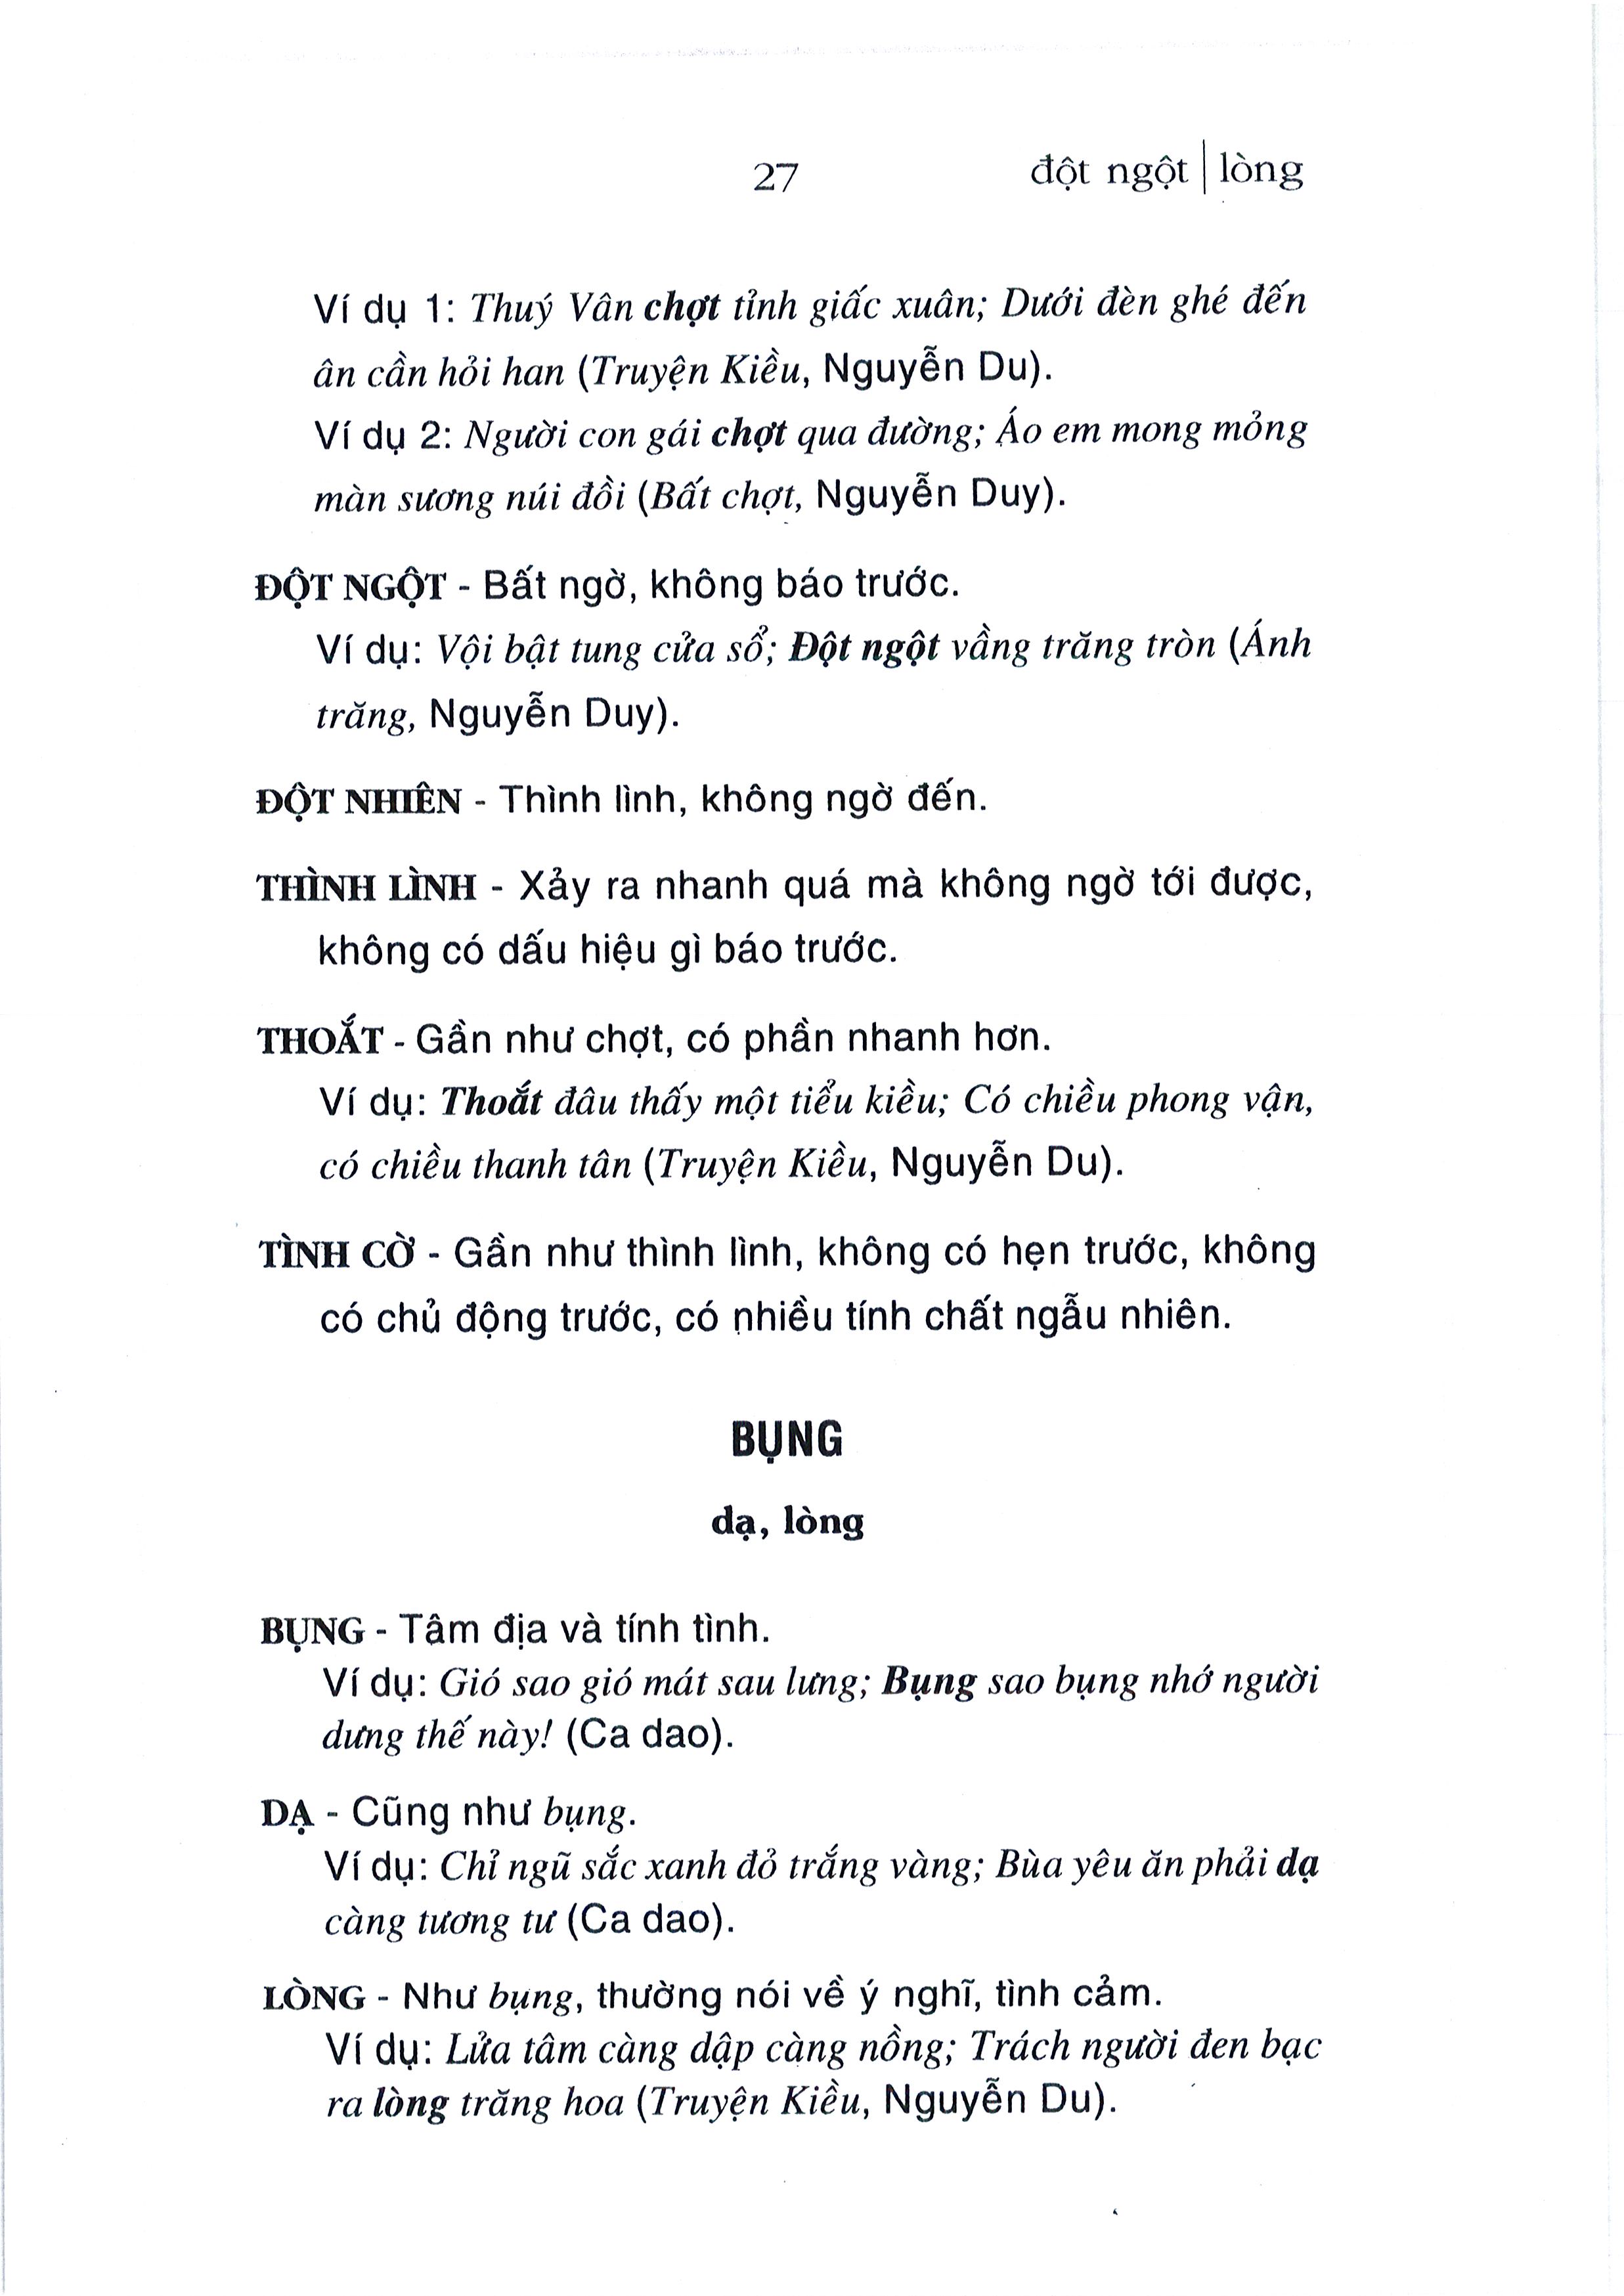 27 đột ngột | lòng
Ví dụ 1: Thuý Vân chợt tỉnh giấc xuân; Dưới đèn ghé đến
ân cần hỏi han (Truyện Kiều, Nguyễn Du).
Ví dụ 2: Người con gái chợt qua đường; Áo em mong mỏng
màn sương núi đồi (Bất chợt, Nguyễn Duy).
ĐỘT NGỘT - Bất ngờ, không báo trước.
Ví dụ: Vội bật tung cửa sổ; Đột ngột vầng trăng tròn (Ánh
trăng, Nguyễn Duy).
ĐỘT NHIÊN - Thình lình, không ngờ đến.
THÌNH LÌNH - Xảy ra nhanh quá mà không ngờ tới được,
không có dấu hiệu gì báo trước.
THOẮT - Gần như chợt, có phần nhanh hơn.
Ví dụ: Thoắt đâu thấy một tiểu kiều; Có chiều phong vận,
có chiều thanh tân (Truyện Kiều, Nguyễn Du).
TÌNH CỜ - Gần như thình lình, không có hẹn trước, không
có chủ động trước, có nhiều tính chất ngẫu nhiên.
BỤNG
dạ, lòng
BỤNG - Tâm địa và tính tình.
Ví dụ: Gió sao gió mát sau lưng; Bụng sao bụng nhớ người
dưng thế này! (Ca dao).
DẠ - Cũng như bụng.
Ví dụ: Chỉ ngũ sắc xanh đỏ trắng vàng; Bùa yêu ăn phải dạ
càng tương tư (Ca dao).
LÒNG - Như bụng, thường nói về ý nghĩ, tình cảm.
Ví dụ: Lửa tâm càng dập càng nồng; Trách người đen bạc
ra lòng trăng hoa (Truyện Kiều, Nguyễn Du).